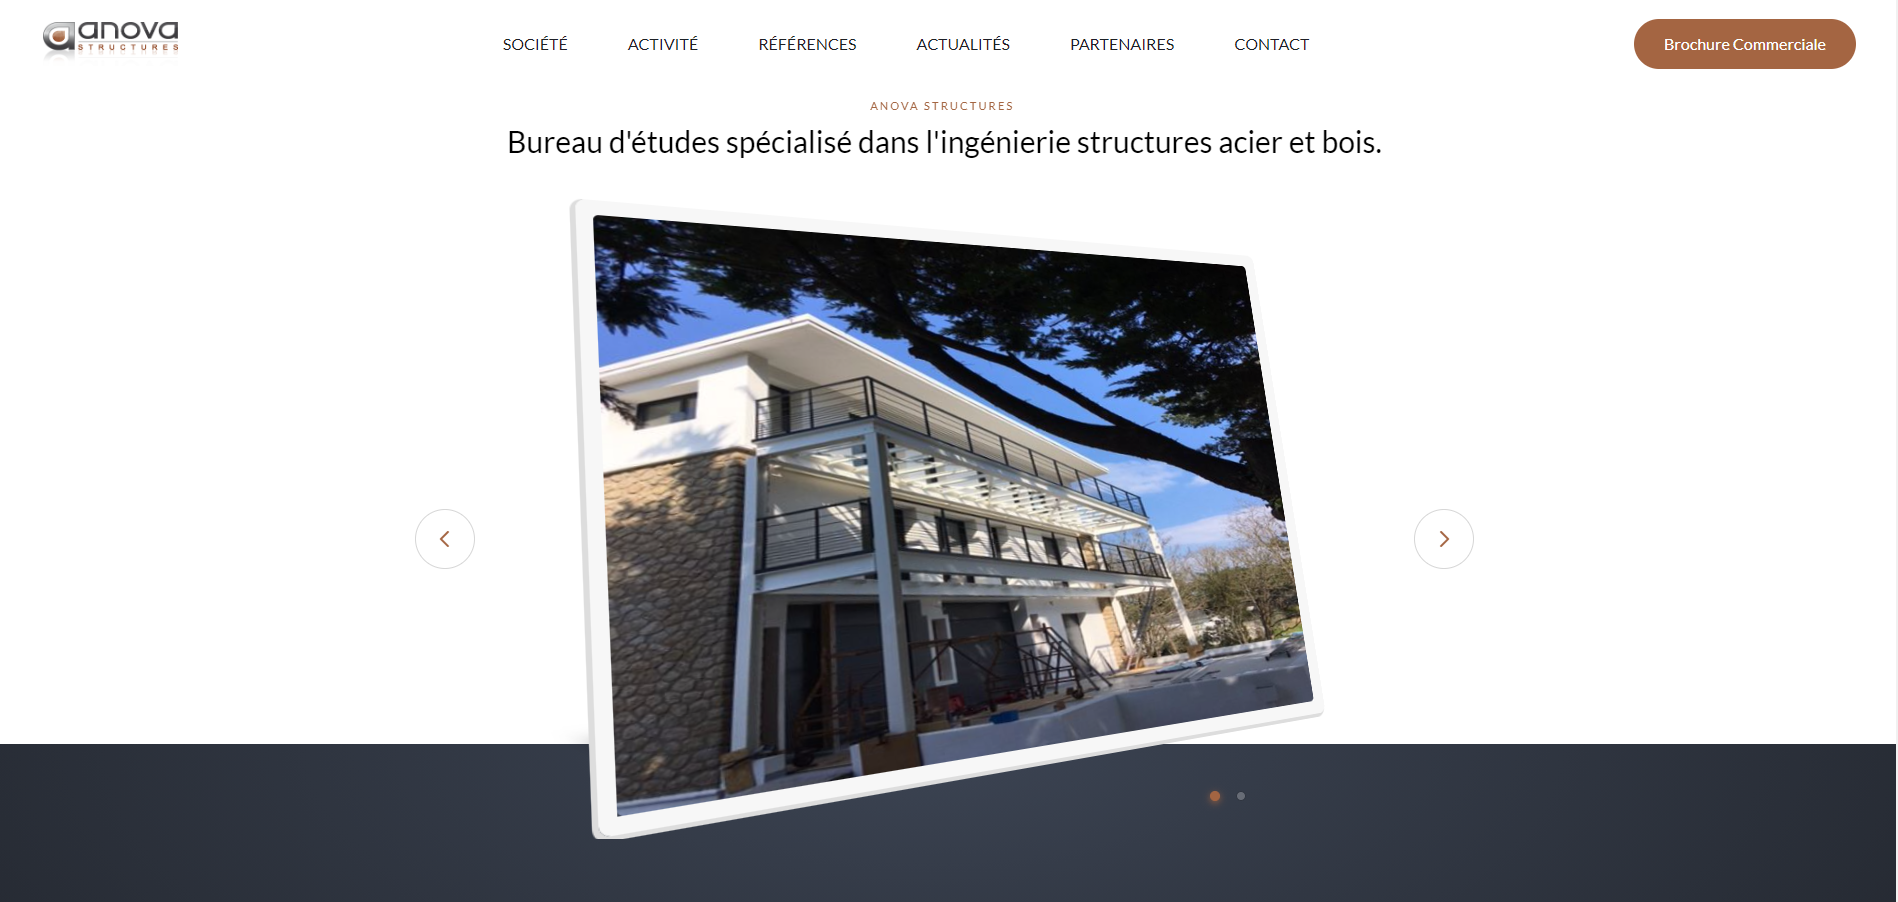 anova
STRUCTURES
SOCIÉTÉ
ACTIVITÉ
RÉFÉRENCES
ACTUALITÉS
PARTENAIRES
CONTACT
Brochure Commerciale
ANOVA STRUCTURES
Bureau d'études spécialisé dans l'ingénierie structures acier et bois.